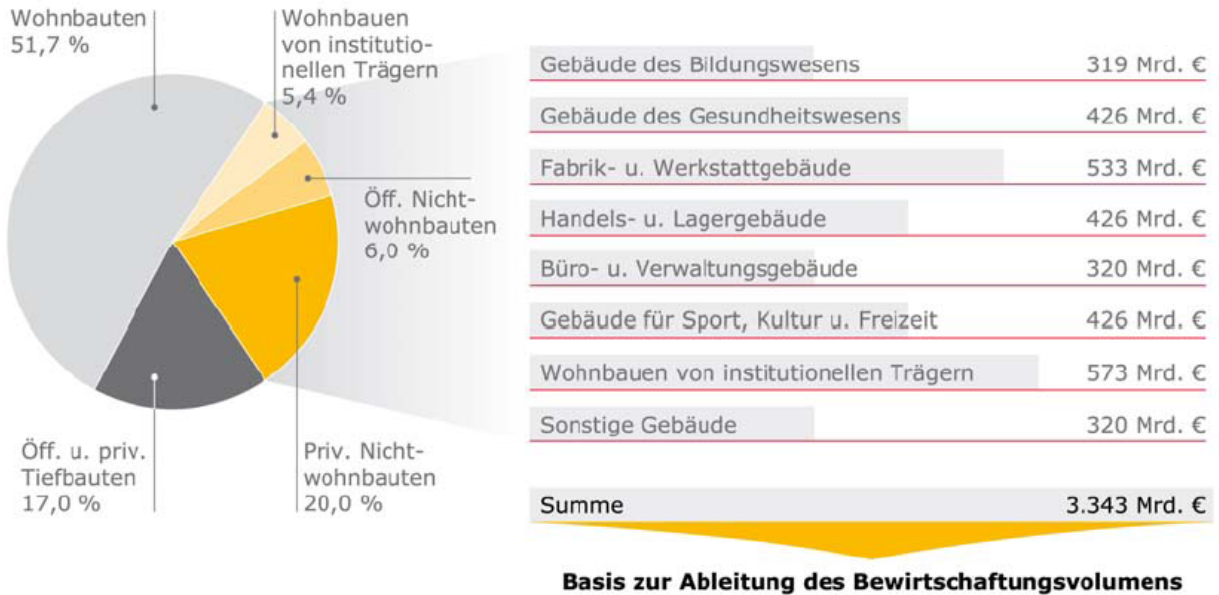 Wohnbauten
51,7 %
Wohnbauen
von institutio-
nellen Trägern
5,4 %
Öff. Nicht-
wohnbauten
6,0 %
Öff. u. priv.
Tiefbauten
17,0 %
Priv. Nicht-
wohnbauten
20,0 %
Gebäude des Bildungswesens 319 Mrd. €
Gebäude des Gesundheitswesens 426 Mrd. €
Fabrik- u. Werkstattgebäude 533 Mrd. €
Handels- u. Lagergebäude 426 Mrd. €
Büro- u. Verwaltungsgebäude 320 Mrd. €
Gebäude für Sport, Kultur u. Freizeit 426 Mrd. €
Wohnbauen von institutionellen Trägern 573 Mrd. €
Sonstige Gebäude 320 Mrd. €
Summe 3.343 Mrd. €
Basis zur Ableitung des Bewirtschaftungsvolumens